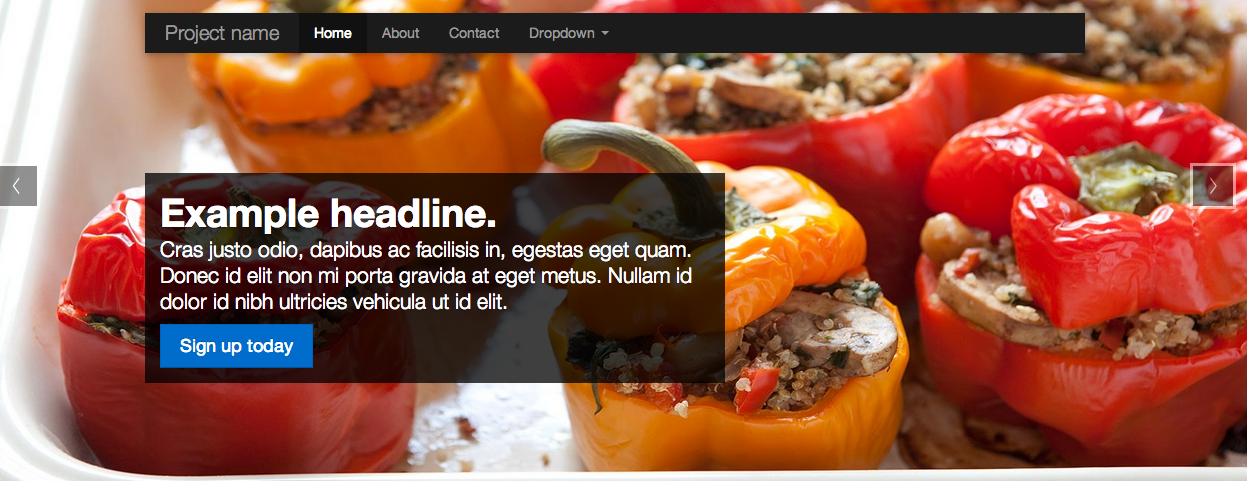 Project name Home About Contact Dropdown
Example headline.
Cras justo odio, dapibus ac facilisis in, egestas eget quam.
Donec id elit non mi porta gravida at eget metus. Nullam id
dolor id nibh ultricies vehicula ut id elit.
Sign up today